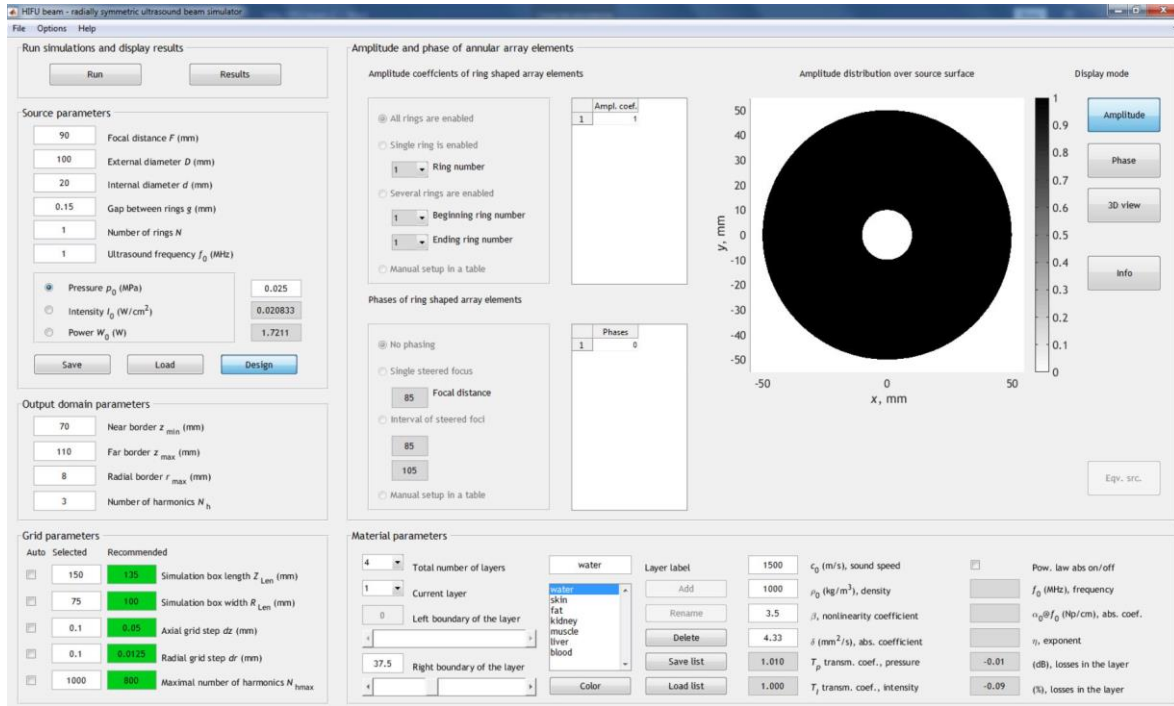 HIFU beam - radially symmetric ultrasound beam simulator
File Options Help
Run simulations and display results
Run Results
Source parameters
90 Focal distance F (mm)
100 External diameter D (mm)
20 Internal diameter d (mm)
0.15 Gap between rings g (mm)
1 Number of rings N
1 Ultrasound frequency f0 (MHz)
Pressure p0 (MPa) 0.025
Intensity I0 (W/cm2) 0.020833
Power W0 (W) 1.7211
Save Load Design
Output domain parameters
70 Near border z min (mm)
110 Far border z max (mm)
8 Radial border r max (mm)
3 Number of harmonics N h
Grid parameters
Auto Selected Recommended
150 135 Simulation box length Z Len (mm)
75 100 Simulation box width R Len (mm)
0.1 0.05 Axial grid step dz (mm)
0.1 0.0125 Radial grid step dr (mm)
1000 800 Maximal number of harmonics N hmax
Amplitude and phase of annular array elements
Amplitude coeffcients of ring shaped array elements
All rings are enabled
Single ring is enabled
1 Ring number
Several rings are enabled
1 Beginning ring number
1 Ending ring number
Manual setup in a table
Ampl. coef.
1 1
Phases of ring shaped array elements
No phasing
Single steered focus
85 Focal distance
Interval of steered foci
85
105
Manual setup in a table
Phases
1 0
Amplitude distribution over source surface
y, mm
50
40
30
20
10
0
-10
-20
-30
-40
-50
-50 0 50
x, mm
1
0.9
0.8
0.7
0.6
0.5
0.4
0.3
0.2
0.1
0
Display mode
Amplitude
Phase
3D view
Info
Eqv. src.
Material parameters
4 Total number of layers
1 Current layer
0 Left boundary of the layer
37.5 Right boundary of the layer
water Layer label
water
skin
fat
kidney
muscle
liver
blood
Color
Add
Rename
Delete
Save list
Load list
1500 c0 (m/s), sound speed
1000 ρ0 (kg/m3), density
3.5 β, nonlinearity coefficient
4.33 δ (mm2/s), abs. coefficient
1.010 Tp transm. coef., pressure
1.000 TI transm. coef., intensity
Pow. law abs on/off
f0 (MHz), frequency
α0@f0 (Np/cm), abs. coef.
η, exponent
-0.01 (dB), losses in the layer
-0.09 (%), losses in the layer